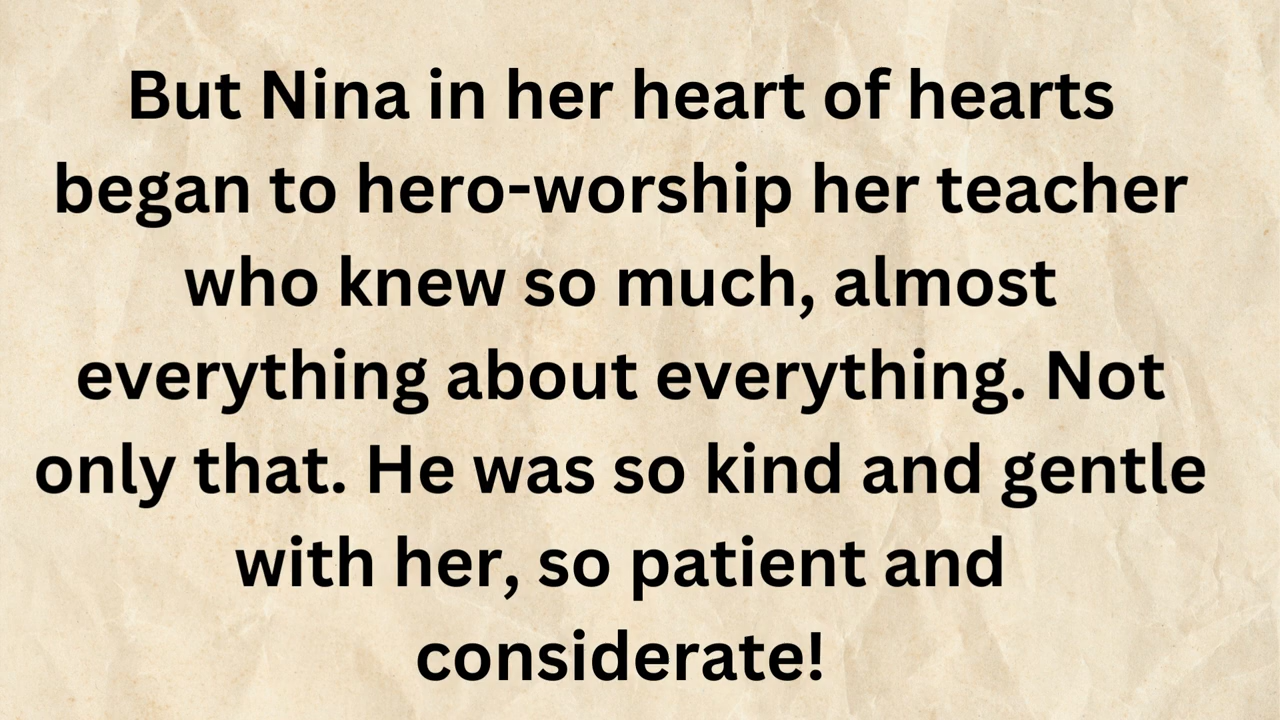 But Nina in her heart of hearts
began to hero-worship her teacher
who knew so much, almost
everything about everything. Not
only that. He was so kind and gentle
with her, so patient and
considerate!